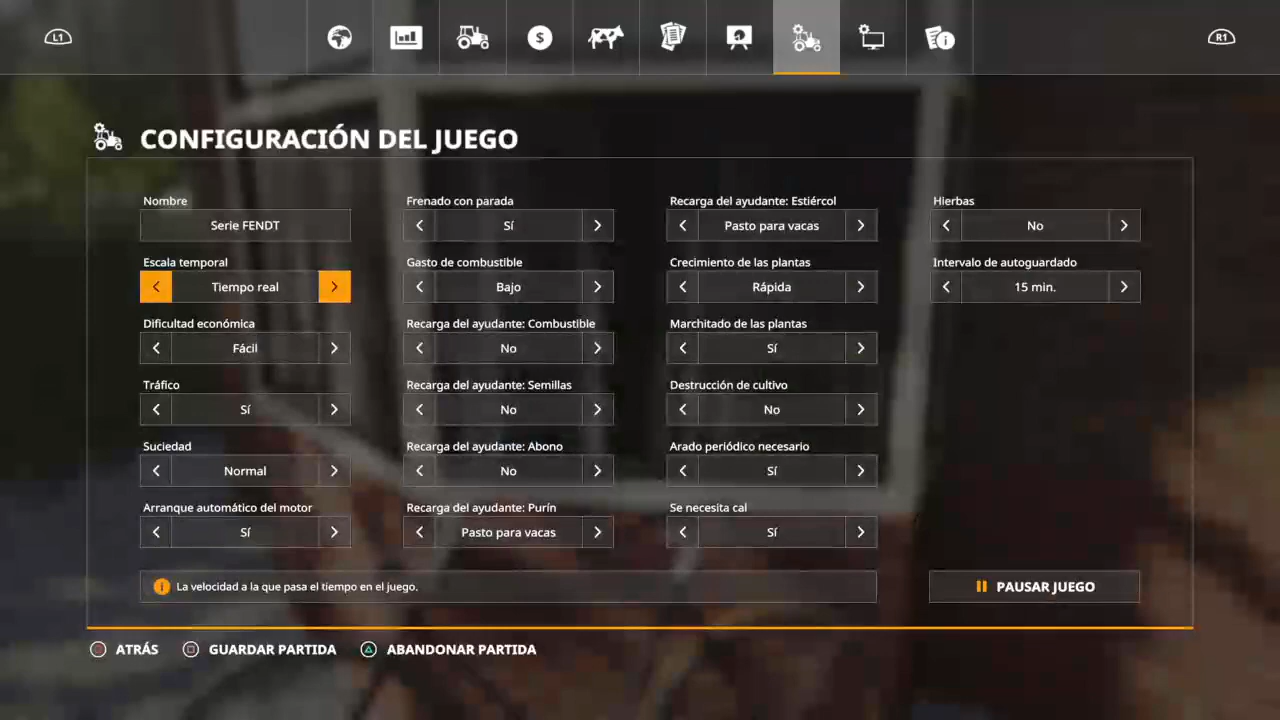 L1
R1
CONFIGURACIÓN DEL JUEGO
Nombre
Serie FENDT
Escala temporal
Tiempo real
Dificultad económica
Fácil
Tráfico
Sí
Suciedad
Normal
Arranque automático del motor
Sí
Frenado con parada
Sí
Gasto de combustible
Bajo
Recarga del ayudante: Combustible
No
Recarga del ayudante: Semillas
No
Recarga del ayudante: Abono
No
Recarga del ayudante: Purín
Pasto para vacas
Recarga del ayudante: Estiércol
Pasto para vacas
Crecimiento de las plantas
Rápida
Marchitado de las plantas
Sí
Destrucción de cultivo
No
Arado periódico necesario
Sí
Se necesita cal
Sí
Hierbas
No
Intervalo de autoguardado
15 min.
La velocidad a la que pasa el tiempo en el juego.
PAUSAR JUEGO
ATRÁS
GUARDAR PARTIDA
ABANDONAR PARTIDA